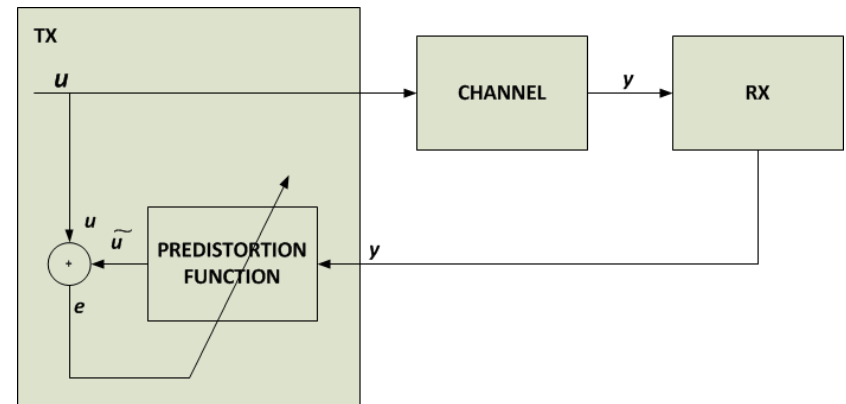 TX
u
CHANNEL
y
RX
u
ũ
PREDISTORTION
FUNCTION
y
+
e